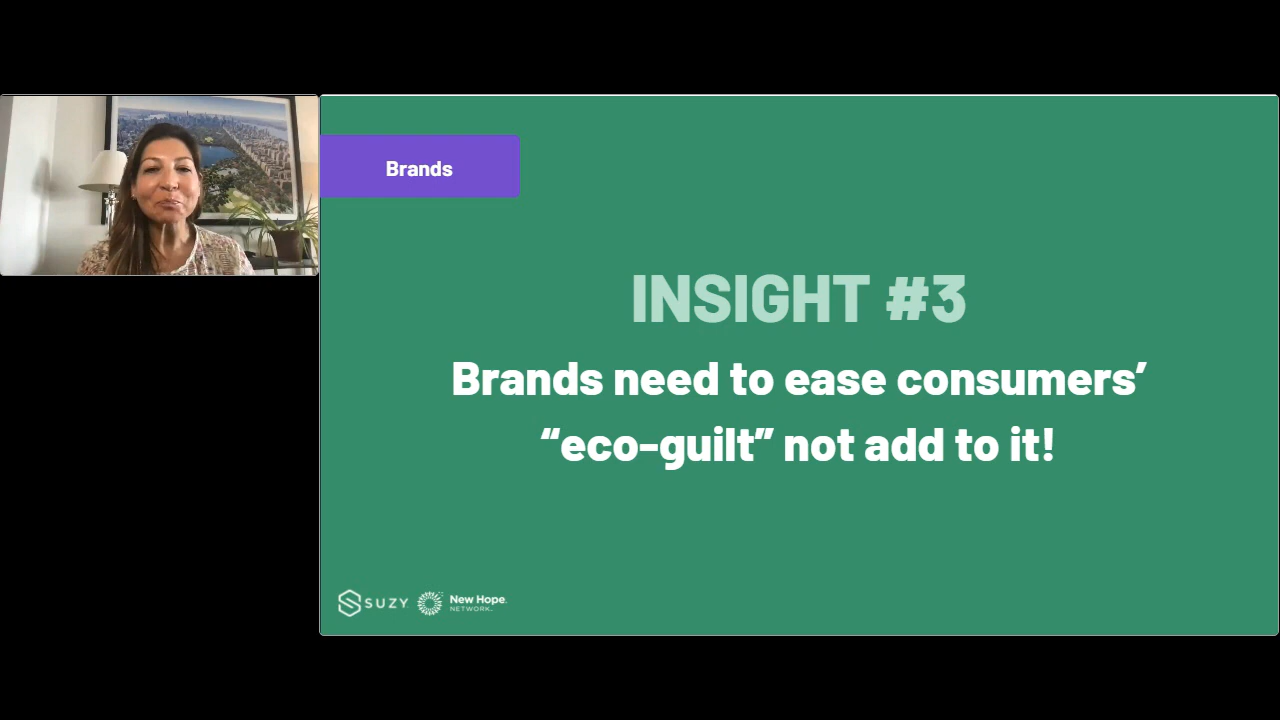 Brands
INSIGHT #3
Brands need to ease consumers’
“eco-guilt” not add to it!
SUZY
New Hope
NETWORK